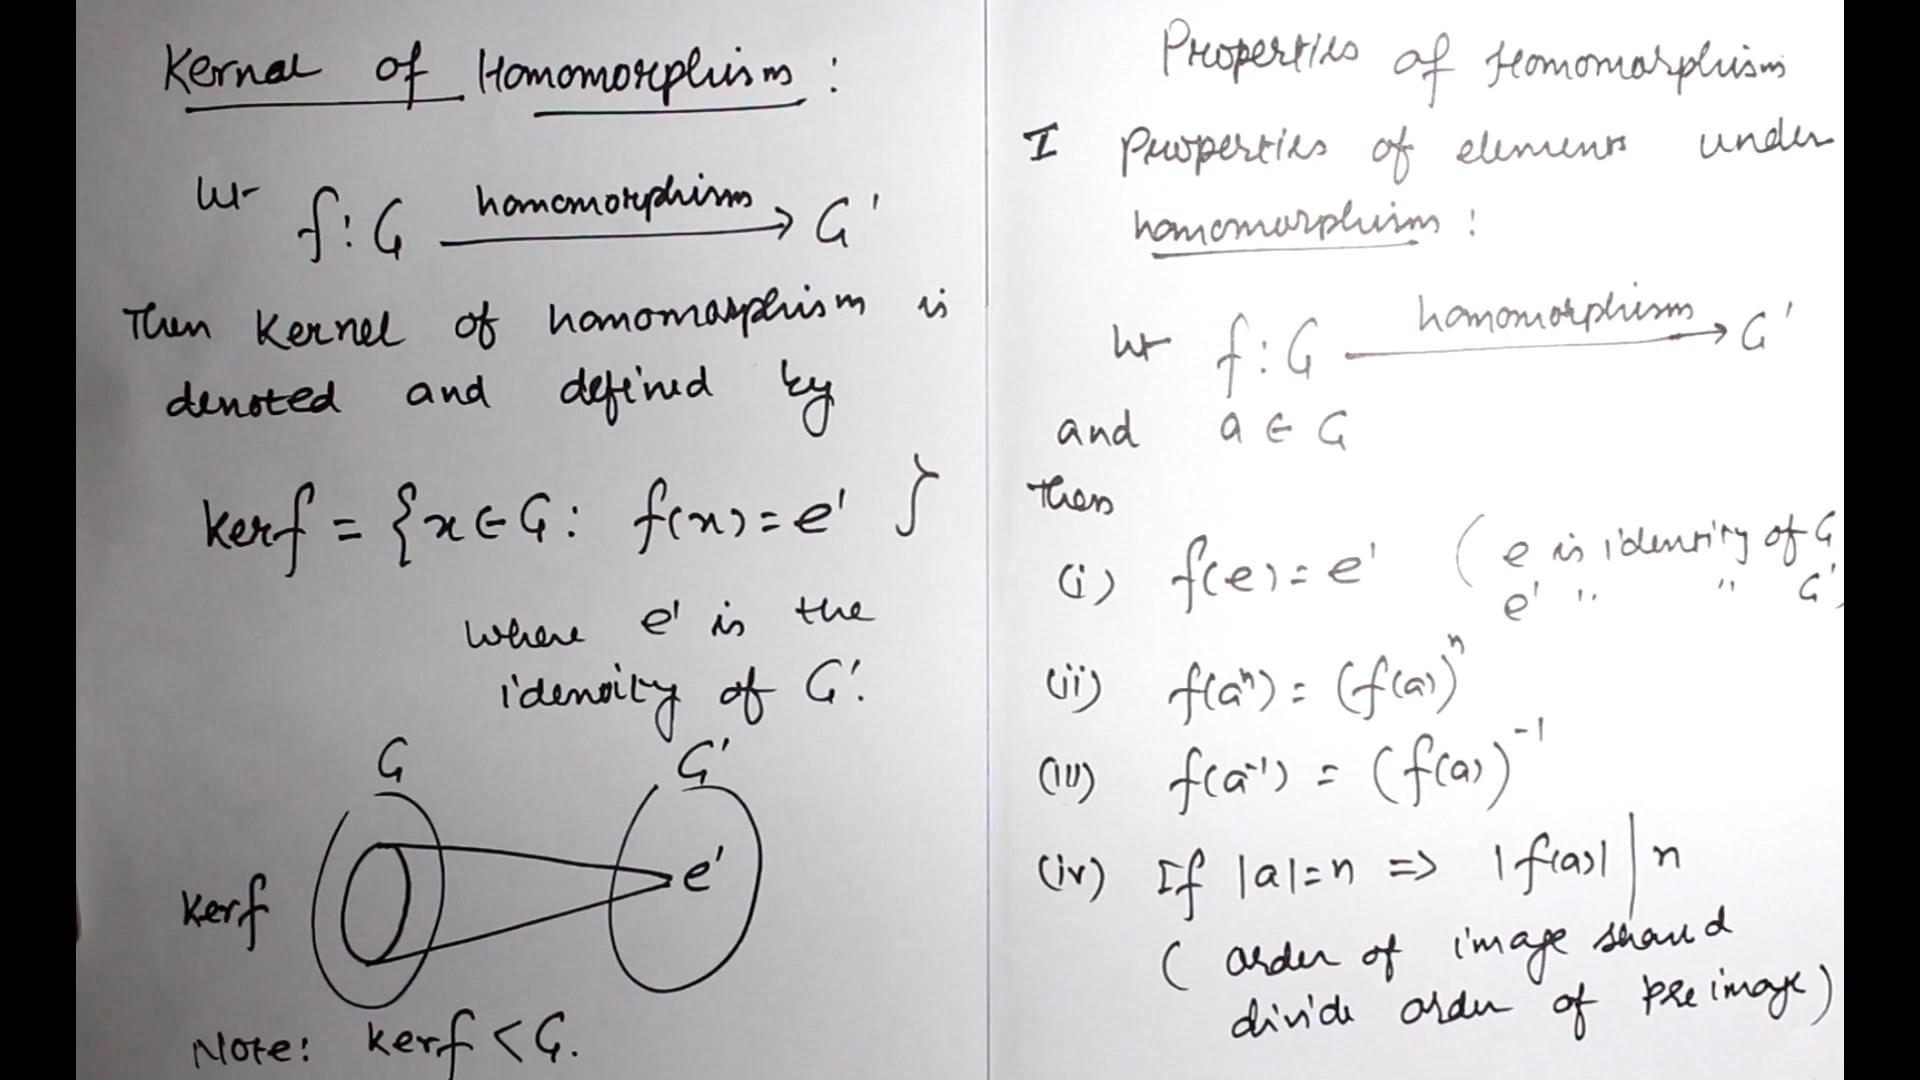 Kernal of Homomorphism :
let f : G homomorphism → G'
Then Kernel of homomorphism is
denoted and defined by
kerf = {x ∈ G : f(x) = e' }
where e' is the
identity of G'.
G G'
kerf e'
Note: kerf < G.
Properties of Homomorphism
I Properties of elements under
homomorphism :
let f : G homomorphism → G'
and a ∈ G
then
(i) f(e) = e' ( e is identity of G
e' " " G'
(ii) f(aⁿ) = (f(a))ⁿ
(iii) f(a⁻¹) = (f(a))⁻¹
(iv) If |a| = n => |f(a)| | n
( order of image should
divide order of pre image )